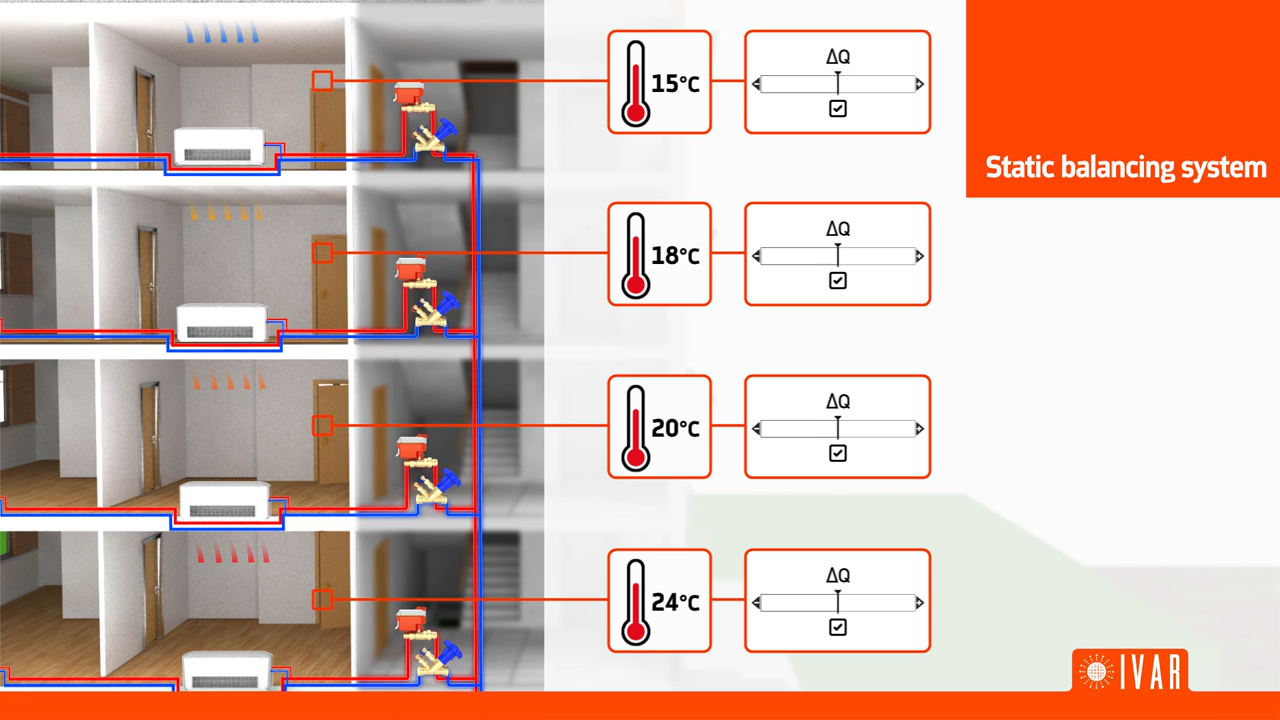 15°C
ΔQ
Static balancing system
18°C
ΔQ
20°C
ΔQ
24°C
ΔQ
IVAR